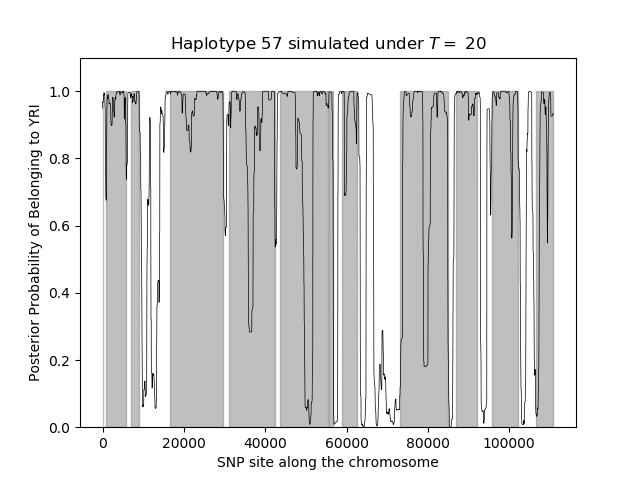 Haplotype 57 simulated under T = 20
Posterior Probability of Belonging to YRI
1.0
0.8
0.6
0.4
0.2
0.0
0 20000 40000 60000 80000 100000
SNP site along the chromosome